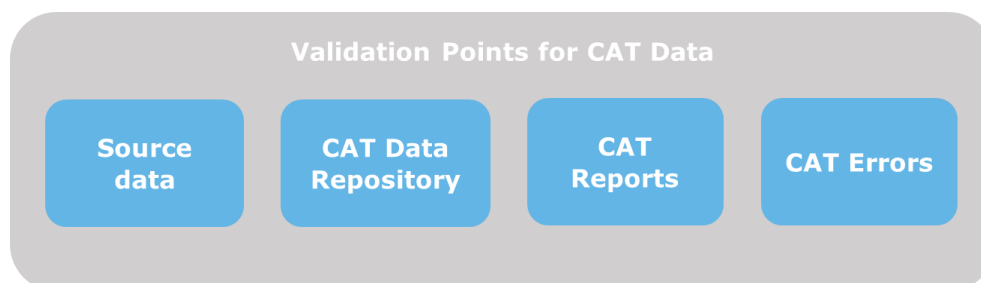 Validation Points for CAT Data
Source
data
CAT Data
Repository
CAT
Reports
CAT Errors